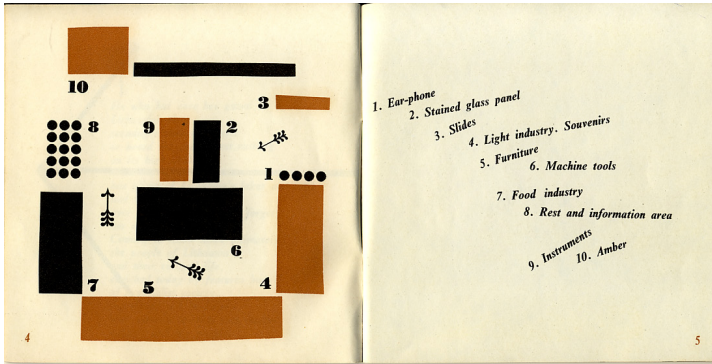 10
3
8
9
2
1
6
7
5
4
4
1. Ear-phone
2. Stained glass panel
3. Slides
4. Light industry. Souvenirs
5. Furniture
6. Machine tools
7. Food industry
8. Rest and information area
9. Instruments
10. Amber
5